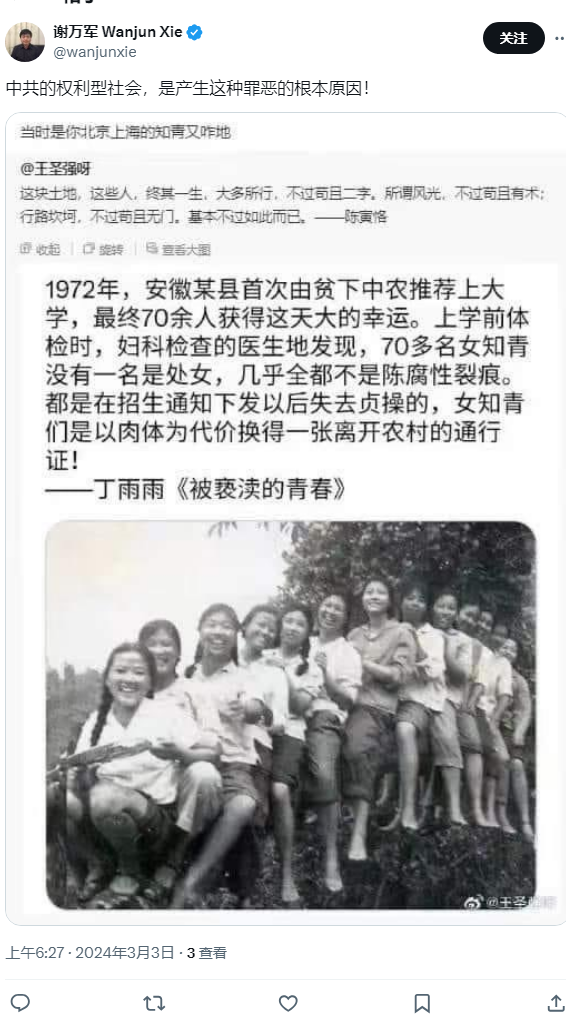 谢万军 Wanjun Xie
@wanjunxie
关注
中共的权利型社会，是产生这种罪恶的根本原因！
当时是你北京上海的知青又咋地
@王圣强呀
这块土地，这些人，终其一生，大多所行，不过苟且二字。所谓风光，不过苟且有术；
行路坎坷，不过苟且无门。基本不过如此而已。——陈寅恪
收起 旋转 查看大图
1972年，安徽某县首次由贫下中农推荐上大
学，最终70余人获得这天大的幸运。上学前体
检时，妇科检查的医生地发现，70多名女知青
没有一名是处女，几乎全都不是陈腐性裂痕。
都是在招生通知下发以后失去贞操的，女知青
们是以肉体为代价换得一张离开农村的通行
证！
——丁雨雨《被亵渎的青春》
@王圣强呀
上午6:27 · 2024年3月3日 · 3 查看